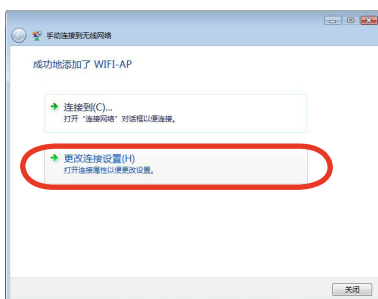 手动连接到无线网络
成功地添加了 WIFI-AP
连接到(C)...
打开“连接网络”对话框以便连接。
更改连接设置(H)
打开连接属性以便更改设置。
关闭